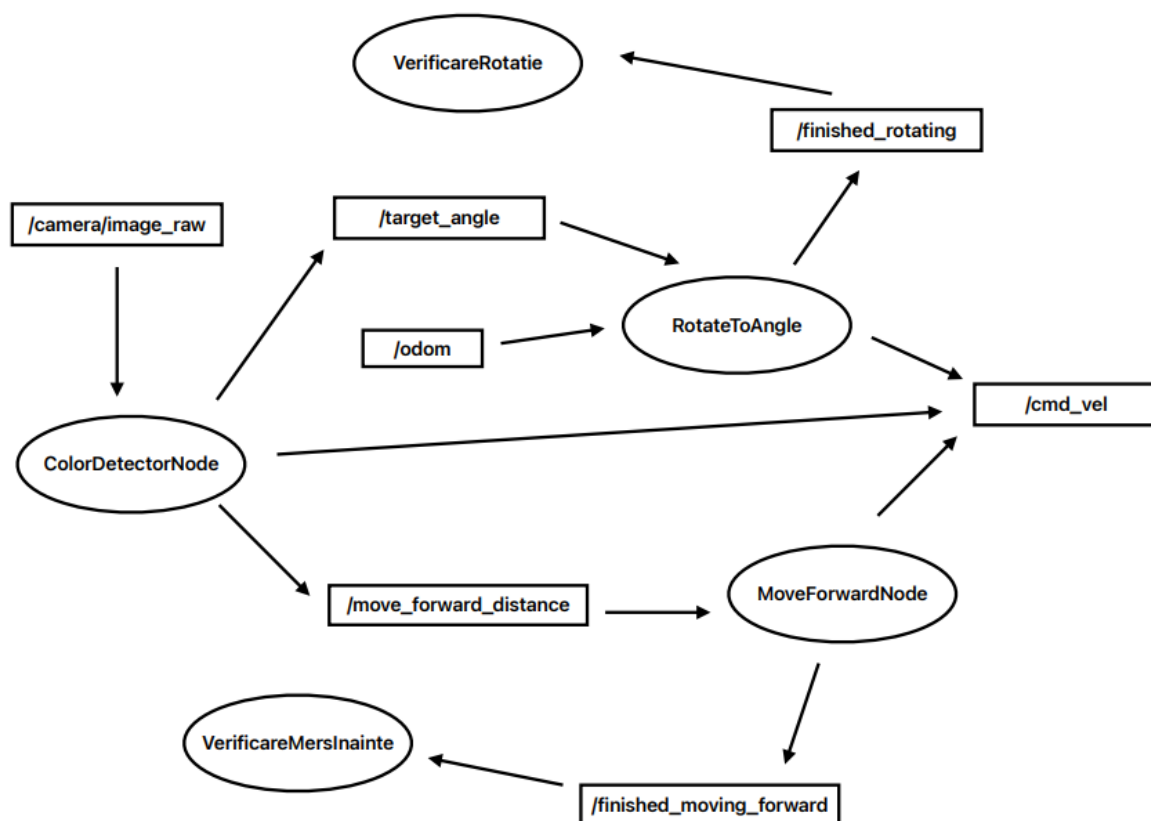 VerificareRotatie
/finished_rotating
/camera/image_raw
/target_angle
RotateToAngle
/odom
/cmd_vel
ColorDetectorNode
/move_forward_distance
MoveForwardNode
VerificareMersInainte
/finished_moving_forward